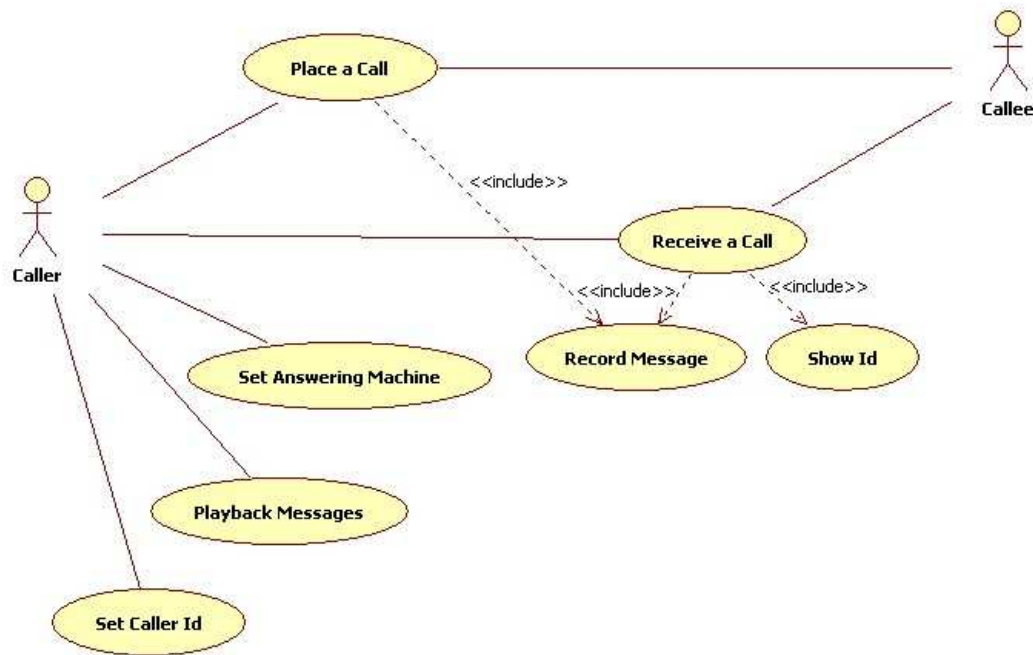 Place a Call
Callee
<<include>>
Caller
Receive a Call
<<include>>
<<include>>
Record Message
Show Id
Set Answering Machine
Playback Messages
Set Caller Id